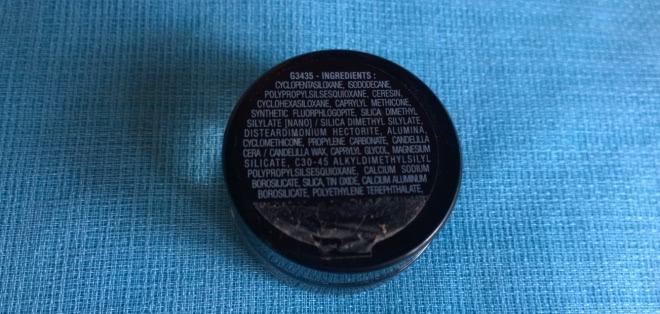 G3435 - INGREDIENTS :
CYCLOPENTASILOXANE, ISODODECANE,
POLYPROPYLSILSESQUIOXANE, CERESIN,
CYCLOHEXASILOXANE, CAPRYLYL METHICONE,
SYNTHETIC FLUORPHLOGOPITE, SILICA DIMETHYL
SILYLATE [NANO] / SILICA DIMETHYL SILYLATE,
DISTEARDIMONIUM HECTORITE, ALUMINA,
CYCLOMETHICONE, PROPYLENE CARBONATE, CANDELILLA
CERA / CANDELILLA WAX, CAPRYLYL GLYCOL, MAGNESIUM
SILICATE, C30-45 ALKYLDIMETHYLSILYL
POLYPROPYLSILSESQUIOXANE, CALCIUM SODIUM
BOROSILICATE, SILICA, TIN OXIDE, CALCIUM ALUMINUM
BOROSILICATE, POLYETHYLENE TEREPHTHALATE,